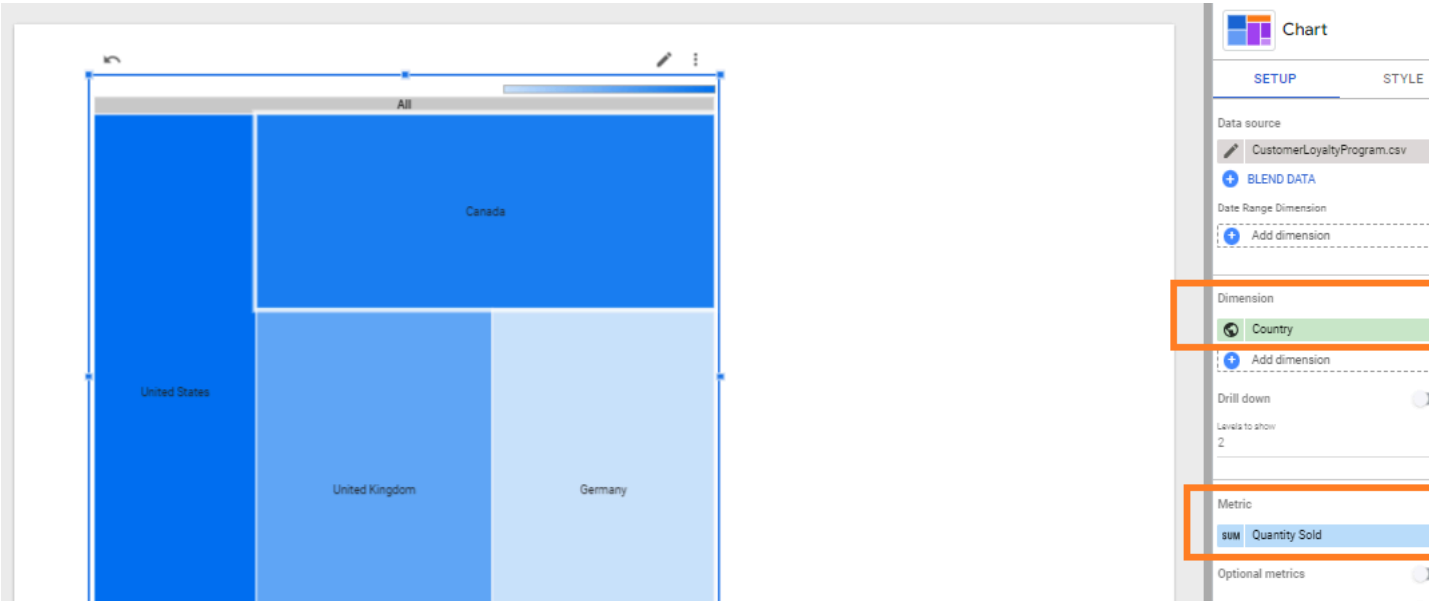 All
Canada
United States
United Kingdom
Germany
Chart
SETUP
STYLE
Data source
CustomerLoyaltyProgram.csv
BLEND DATA
Date Range Dimension
Add dimension
Dimension
Country
Add dimension
Drill down
Levels to show
2
Metric
SUM Quantity Sold
Optional metrics